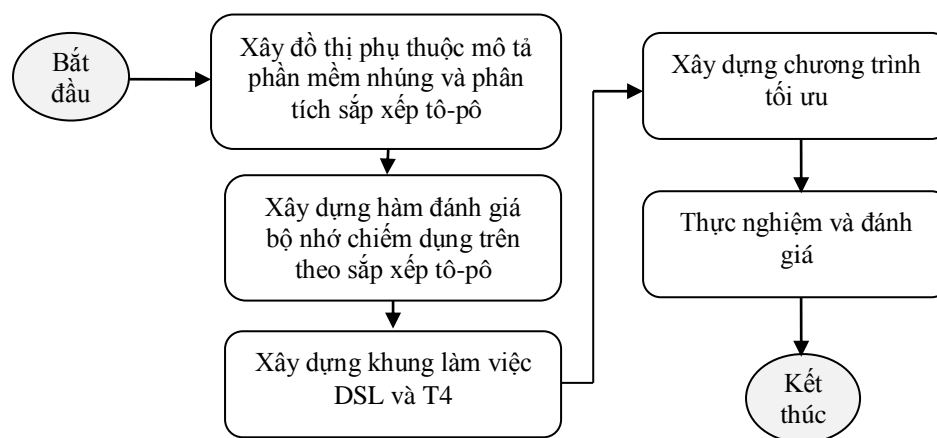 Bắt
đầu
Xây đồ thị phụ thuộc mô tả
phần mềm nhúng và phân
tích sắp xếp tô-pô
Xây dựng hàm đánh giá
bộ nhớ chiếm dụng trên
theo sắp xếp tô-pô
Xây dựng khung làm việc
DSL và T4
Xây dựng chương trình
tối ưu
Thực nghiệm và đánh
giá
Kết
thúc